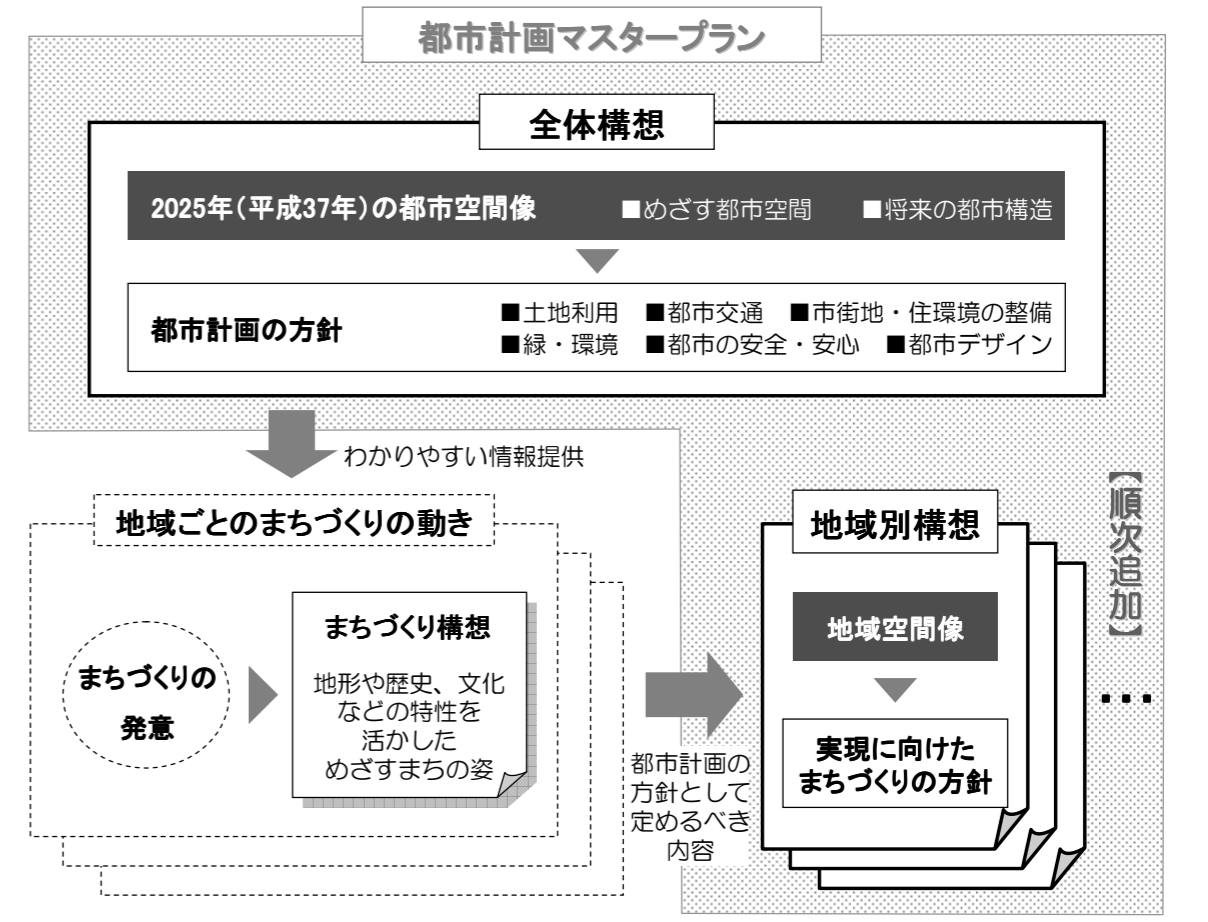 都市計画マスタープラン
全体構想
2025年(平成37年)の都市空間像 ■めざす都市空間 ■将来の都市構造
都市計画の方針
■土地利用 ■都市交通 ■市街地・住環境の整備
■緑・環境 ■都市の安全・安心 ■都市デザイン
わかりやすい情報提供
地域ごとのまちづくりの動き
まちづくりの
発意
まちづくり構想
地形や歴史、文化
などの特性を
活かした
めざすまちの姿
都市計画の
方針として
定めるべき
内容
地域別構想
地域空間像
実現に向けた
まちづくりの方針
【順次追加】
…